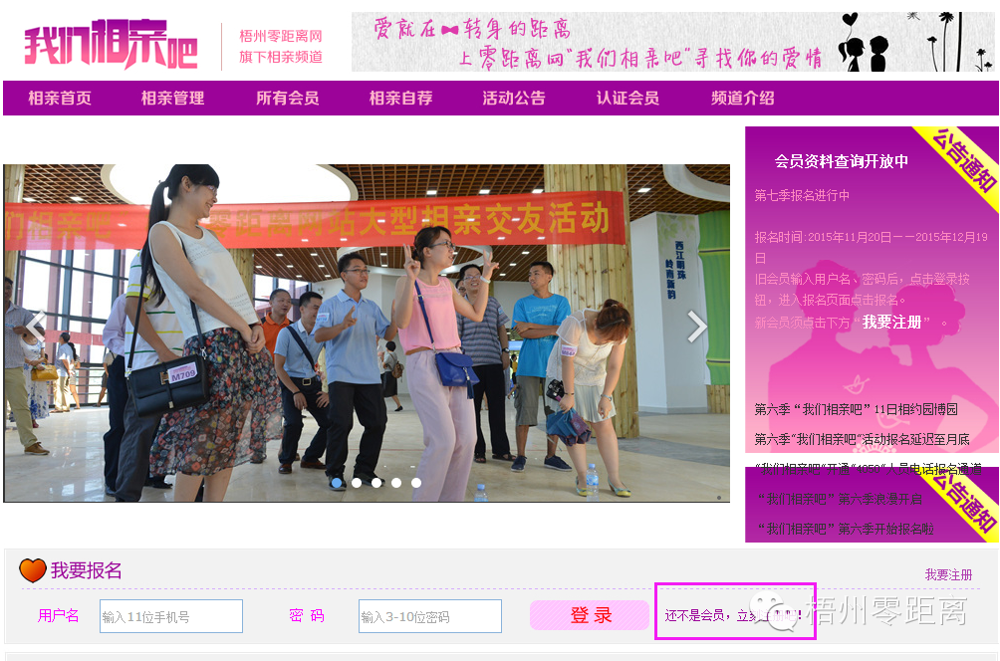 我们相亲吧
梧州零距离网
旗下相亲频道
爱就在转身的距离
上零距离网"我们相亲吧"寻找你的爱情
相亲首页 相亲管理 所有会员 相亲自荐 活动公告 认证会员 频道介绍
们相亲吧 零距离网站大型相亲交友活动
西江明珠
岭南新韵
M709
公告通知
会员资料查询开放中
第七季报名进行中
报名时间:2015年11月20日——2015年12月19
日
旧会员输入用户名、密码后，点击登录按
钮，进入报名页面点击报名。
新会员须点击下方"我要注册" 。
第六季"我们相亲吧"11日相约园博园
第六季"我们相亲吧"活动报名延迟至月底
"我们相亲吧"开通"4050"人员电话报名通道
公告通知
"我们相亲吧"第六季浪漫开启
"我们相亲吧"第六季开始报名啦
我要报名
我要注册
用户名 输入11位手机号 密 码 输入3-10位密码 登 录 还不是会员，立
梧州零距离